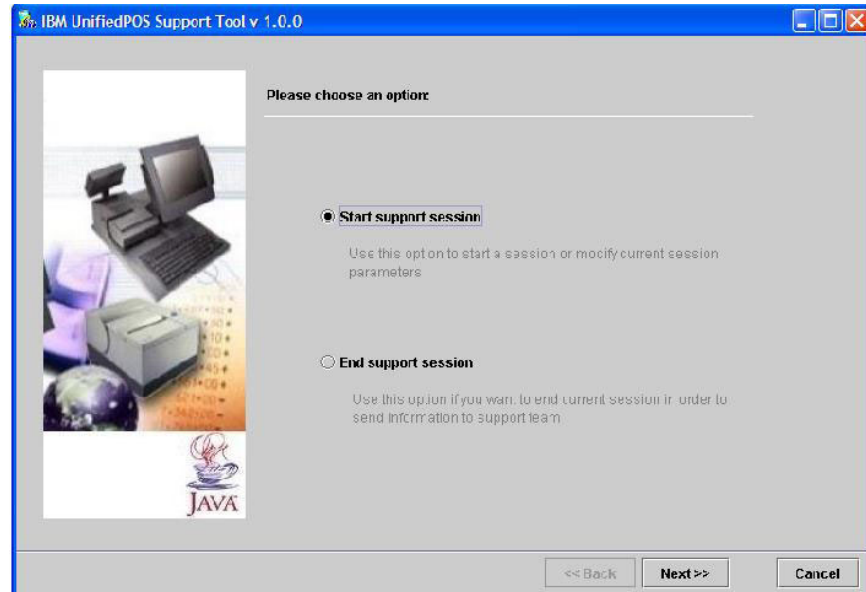 IBM UnifiedPOS Support Tool v 1.0.0
Please choose an option:
Start support session
Use this option to start a session or modify current session
parameters
End support session
Use this option if you want to end current session in order to
send information to support team
JAVA
<< Back
Next >>
Cancel